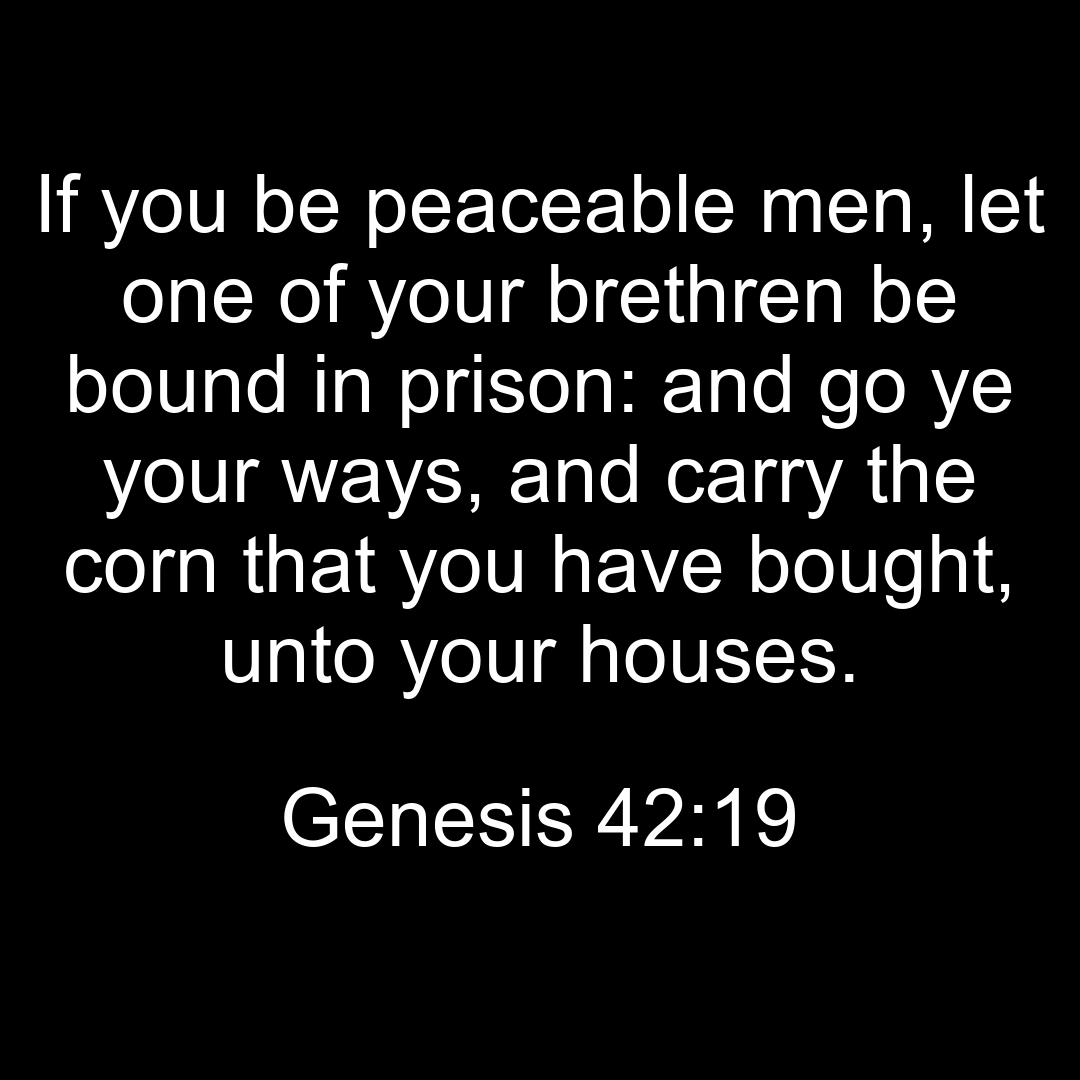 If you be peaceable men, let
one of your brethren be
bound in prison: and go ye
your ways, and carry the
corn that you have bought,
unto your houses.
Genesis 42:19